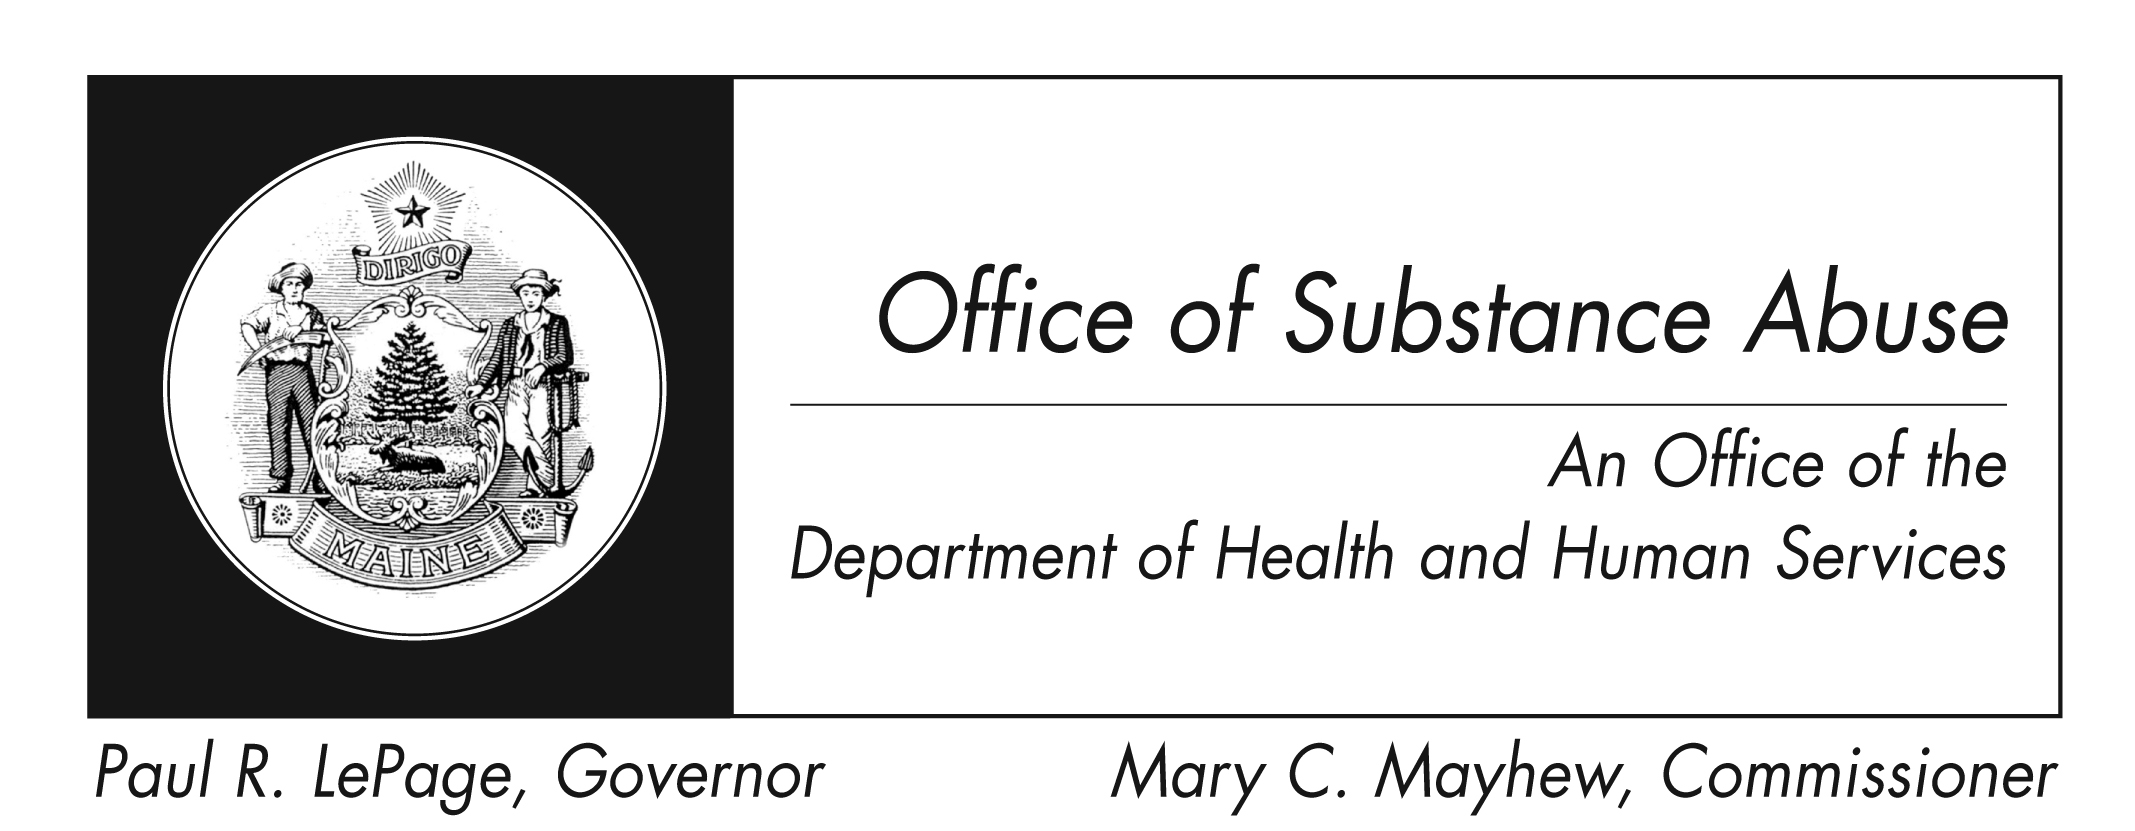 DIRIGO
MAINE
Office of Substance Abuse
An Office of the
Department of Health and Human Services
Paul R. LePage, Governor
Mary C. Mayhew, Commissioner